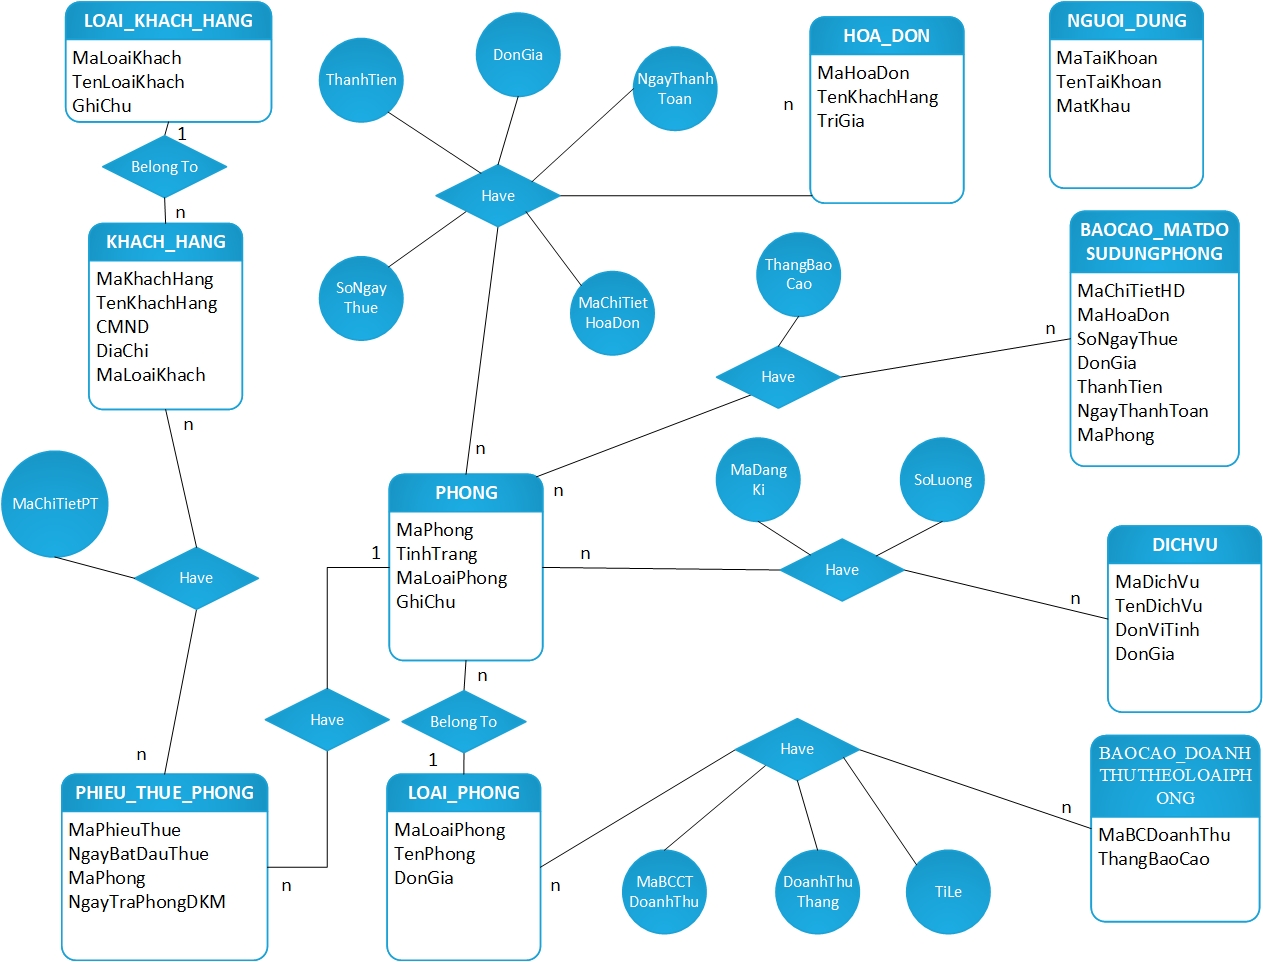 LOAI_KHACH_HANG
MaLoaiKhach
TenLoaiKhach
GhiChu
1
Belong To
n
KHACH_HANG
MaKhachHang
TenKhachHang
CMND
DiaChi
MaLoaiKhach
n
MaChiTietPT
Have
n
PHIEU_THUE_PHONG
MaPhieuThue
NgayBatDauThue
MaPhong
NgayTraPhongDKM
n
Have
1
ThanhTien
DonGia
NgayThanh
Toan
Have
SoNgay
Thue
MaChiTiet
HoaDon
n
HOA_DON
MaHoaDon
TenKhachHang
TriGia
n
NGUOI_DUNG
MaTaiKhoan
TenTaiKhoan
MatKhau
ThangBao
Cao
Have
n
n
BAOCAO_MATDO
SUDUNGPHONG
MaChiTietHD
MaHoaDon
SoNgayThue
DonGia
ThanhTien
NgayThanhToan
MaPhong
PHONG
MaPhong
TinhTrang
MaLoaiPhong
GhiChu
n
MaDang
Ki
SoLuong
Have
n
DICHVU
MaDichVu
TenDichVu
DonViTinh
DonGia
n
Belong To
1
LOAI_PHONG
MaLoaiPhong
TenPhong
DonGia
n
Have
MaBCCT
DoanhThu
DoanhThu
Thang
TiLe
n
BAOCAO_DOANH
THUTHEOLOAIPH
ONG
MaBCDoanhThu
ThangBaoCao